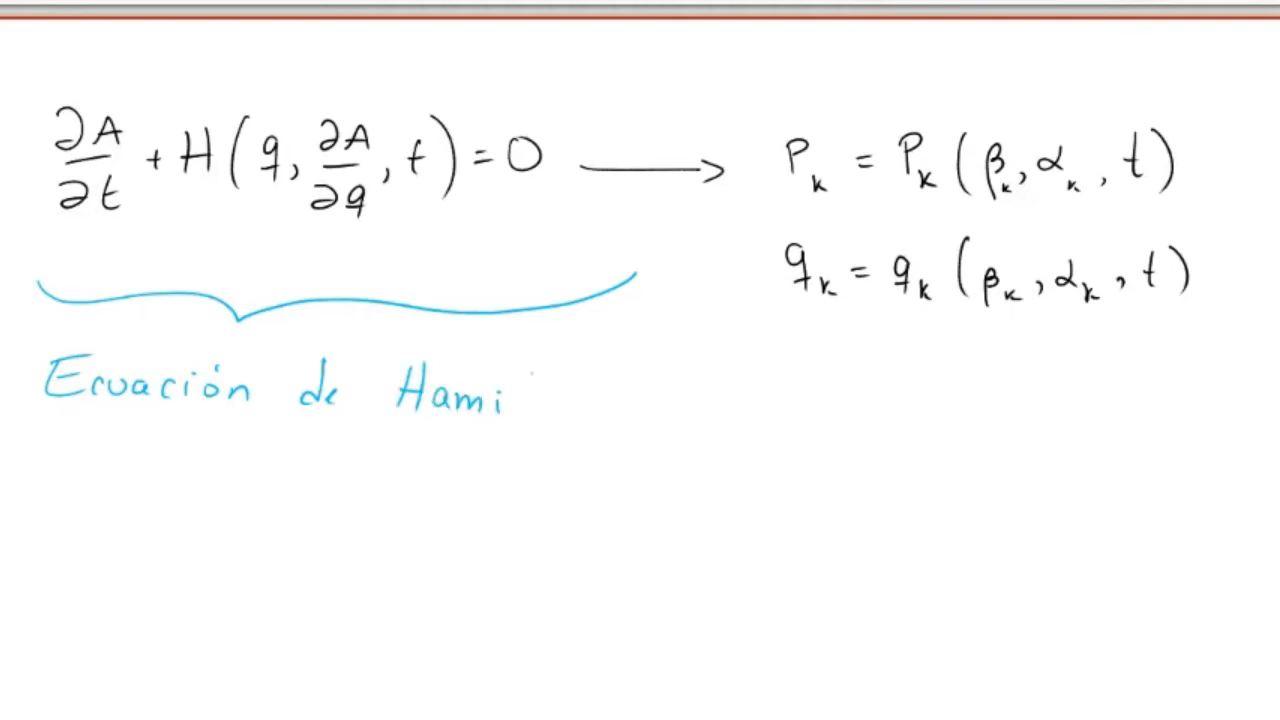 ∂A/∂t + H(q, ∂A/∂q, t) = 0 → P_k = P_k(β_k, α_k, t)
q_k = q_k(β_k, α_k, t)
Ecuación de Hami